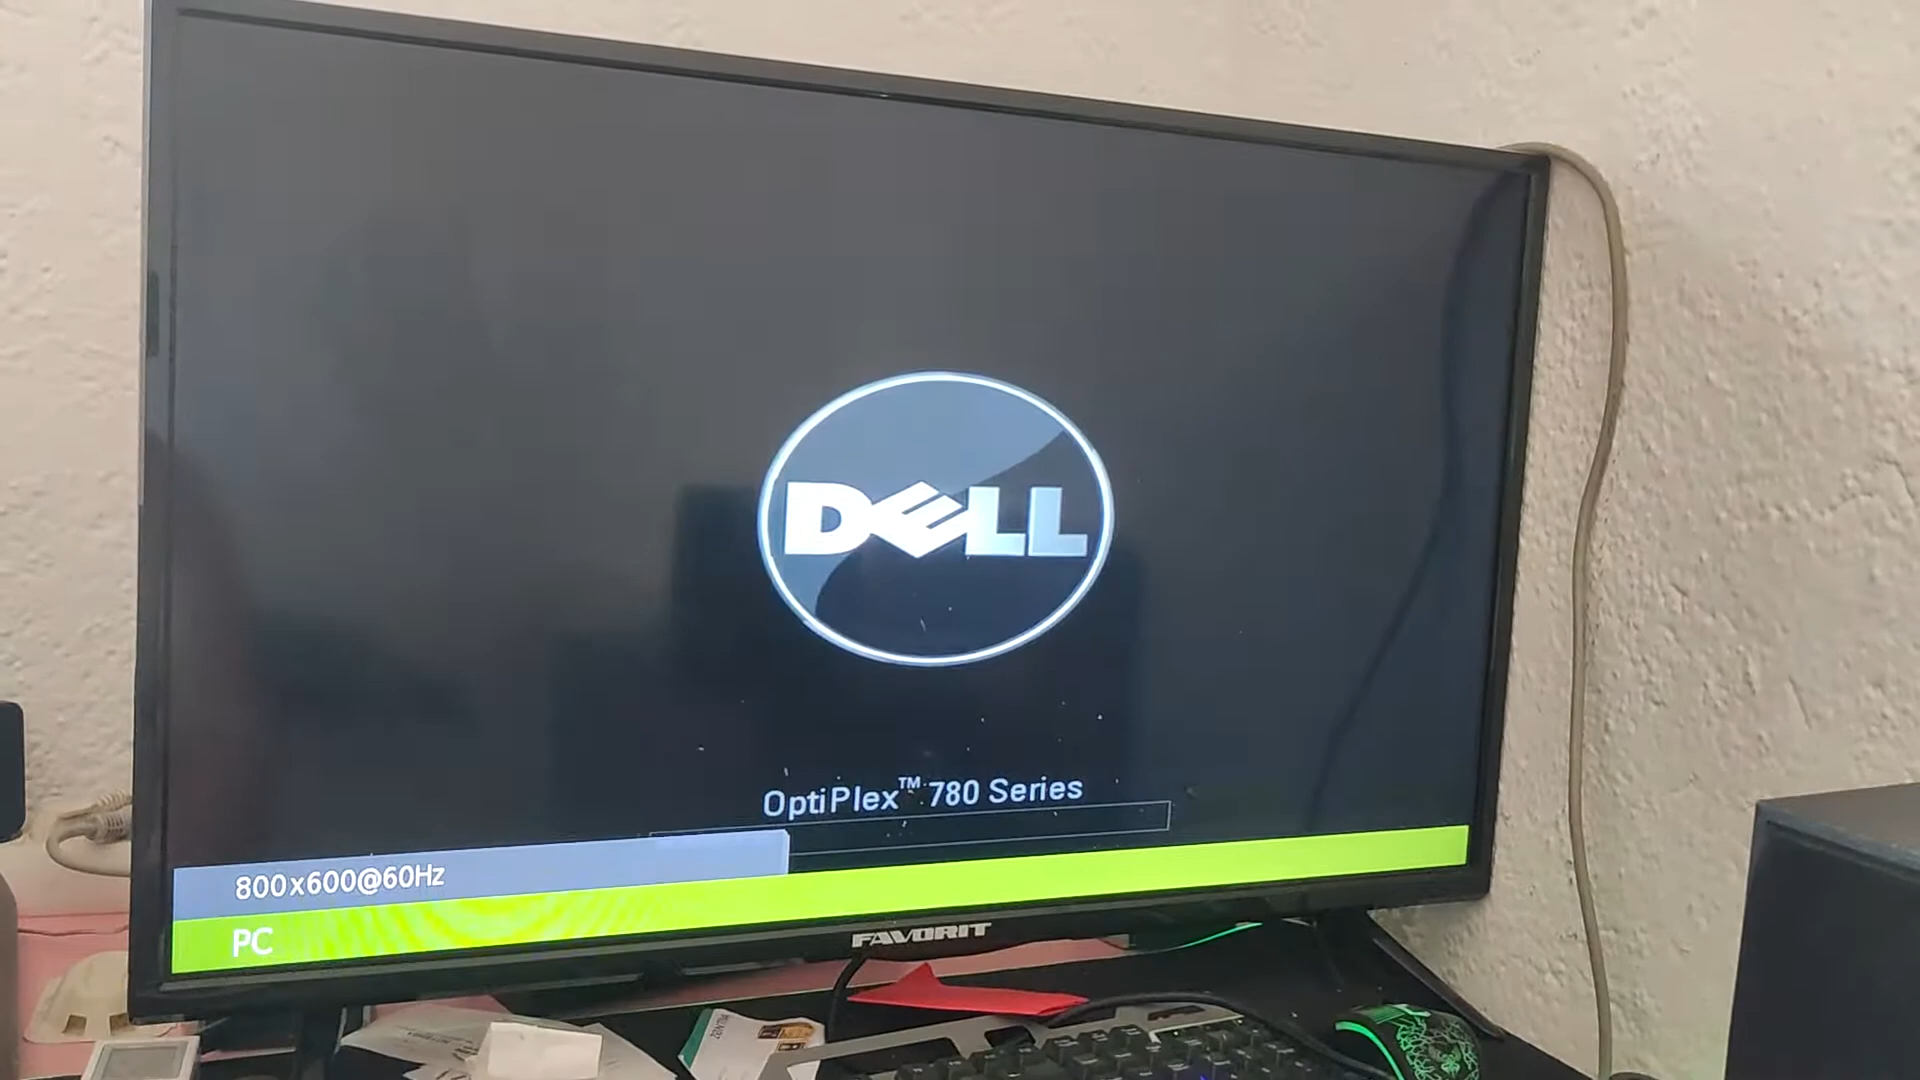 DELL
OptiPlex™ 780 Series
800x600@60Hz
PC
FAVORIT